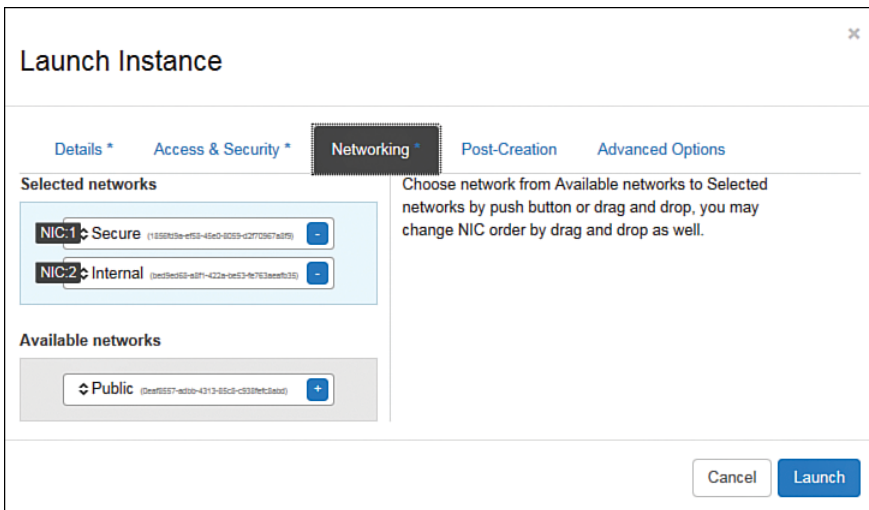 ×
Launch Instance
Details * Access & Security * Networking * Post-Creation Advanced Options
Selected networks
NIC:1 Secure -
NIC:2 Internal -
Available networks
Public +
Choose network from Available networks to Selected
networks by push button or drag and drop, you may
change NIC order by drag and drop as well.
Cancel Launch